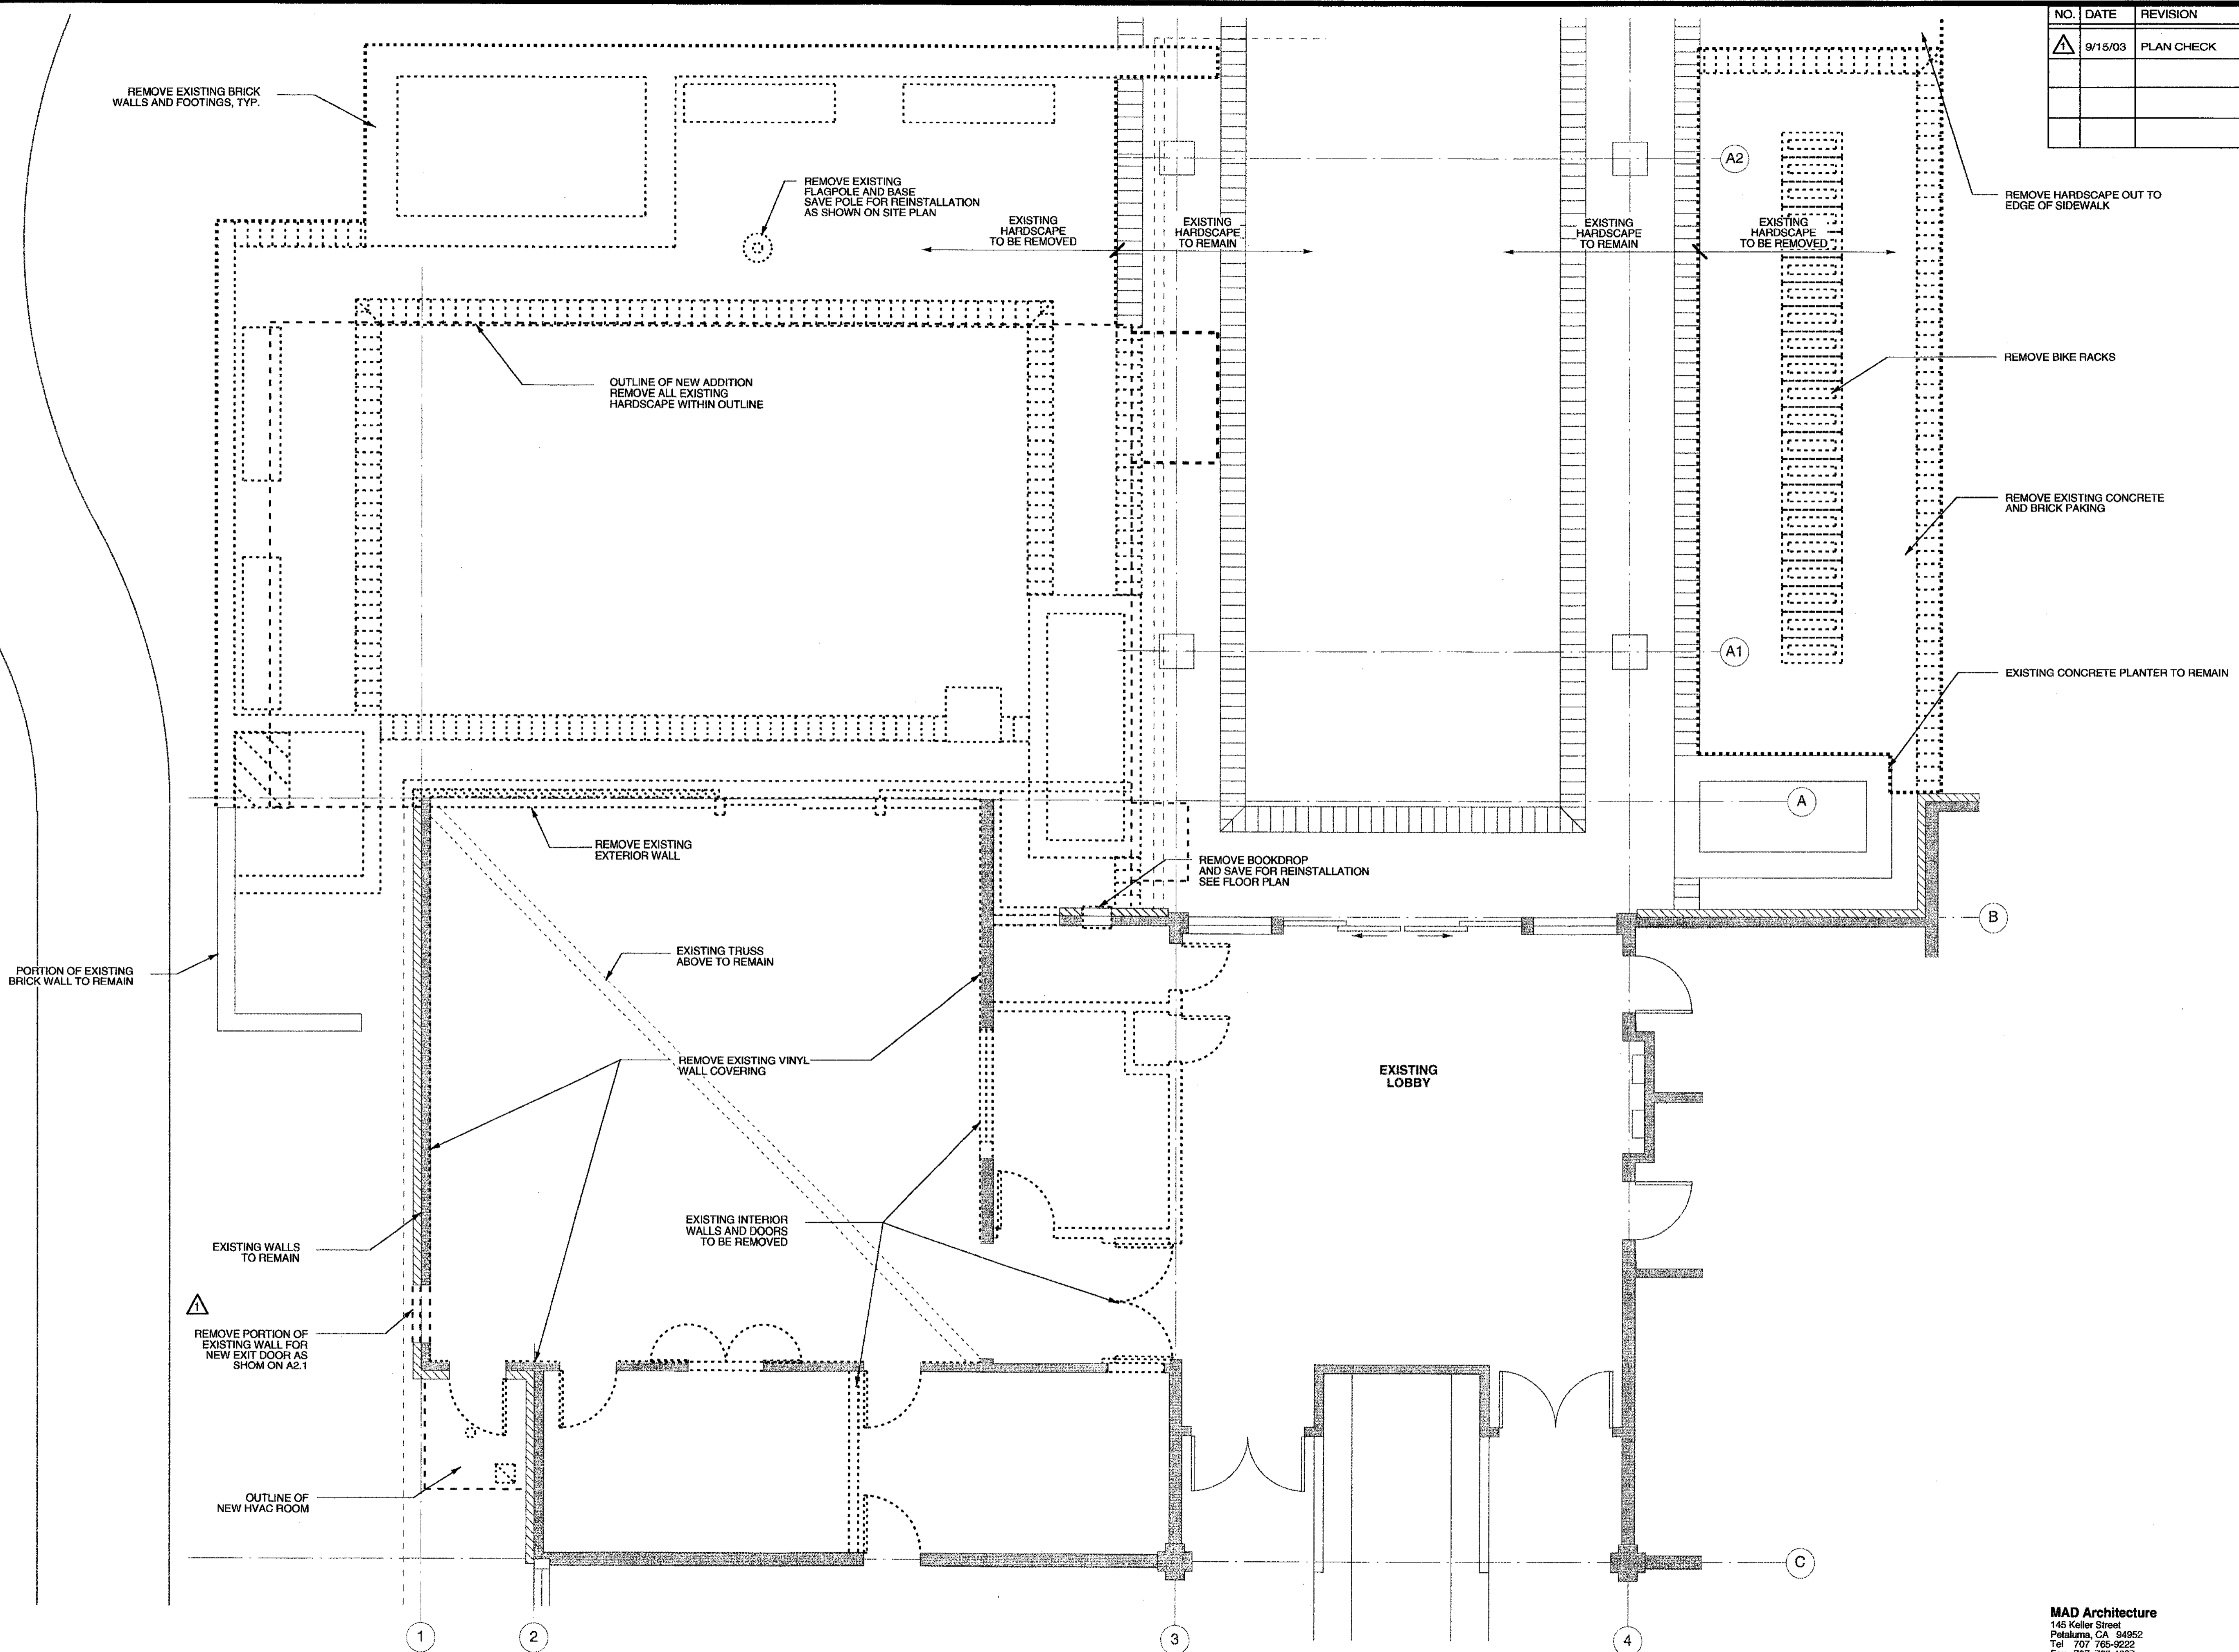 NO. DATE REVISION
1 9/15/03 PLAN CHECK
REMOVE EXISTING BRICK
WALLS AND FOOTINGS, TYP.
REMOVE EXISTING
FLAGPOLE AND BASE
SAVE POLE FOR REINSTALLATION
AS SHOWN ON SITE PLAN
EXISTING
HARDSCAPE
TO BE REMOVED
EXISTING
HARDSCAPE
TO REMAIN
EXISTING
HARDSCAPE
TO REMAIN
EXISTING
HARDSCAPE
TO BE REMOVED
A2
REMOVE HARDSCAPE OUT TO
EDGE OF SIDEWALK
OUTLINE OF NEW ADDITION
REMOVE ALL EXISTING
HARDSCAPE WITHIN OUTLINE
REMOVE BIKE RACKS
REMOVE EXISTING CONCRETE
AND BRICK PAKING
A1
EXISTING CONCRETE PLANTER TO REMAIN
A
REMOVE EXISTING
EXTERIOR WALL
REMOVE BOOKDROP
AND SAVE FOR REINSTALLATION
SEE FLOOR PLAN
B
EXISTING TRUSS
ABOVE TO REMAIN
PORTION OF EXISTING
BRICK WALL TO REMAIN
REMOVE EXISTING VINYL
WALL COVERING
EXISTING
LOBBY
EXISTING INTERIOR
WALLS AND DOORS
TO BE REMOVED
EXISTING WALLS
TO REMAIN
1
REMOVE PORTION OF
EXISTING WALL FOR
NEW EXIT DOOR AS
SHOM ON A2.1
OUTLINE OF
NEW HVAC ROOM
C
1
2
3
4
MAD Architecture
145 Keller Street
Petaluma, CA 94952
Tel 707 765-9222